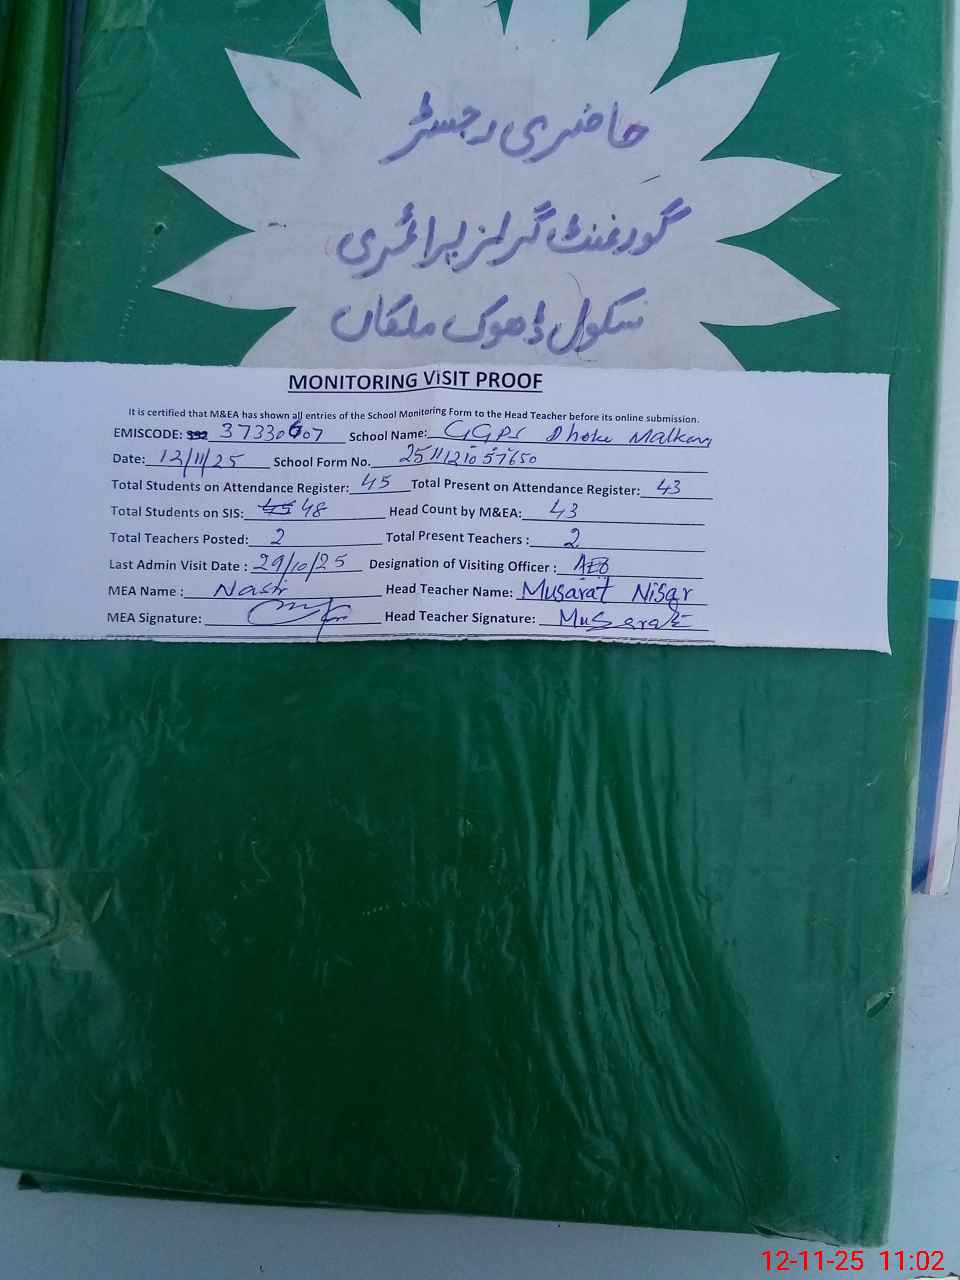 حاضری رجسٹر
گورنمنٹ گرلز پرائمری
سکول ڈھوک ملکاں
MONITORING VISIT PROOF
It is certified that M&EA has shown all entries of the School Monitoring Form to the Head Teacher before its online submission.
EMISCODE: 37330607 School Name: GGPS Dhoke Malkan
Date: 12/11/25 School Form No. 2511121057650
Total Students on Attendance Register: 45 Total Present on Attendance Register: 43
Total Students on SIS: 45 48 Head Count by M&EA: 43
Total Teachers Posted: 2 Total Present Teachers : 2
Last Admin Visit Date : 29/10/25 Designation of Visiting Officer : AEO
MEA Name : Nasir Head Teacher Name: Musarat Nisar
MEA Signature: Head Teacher Signature: Musarat
12-11-25 11:02